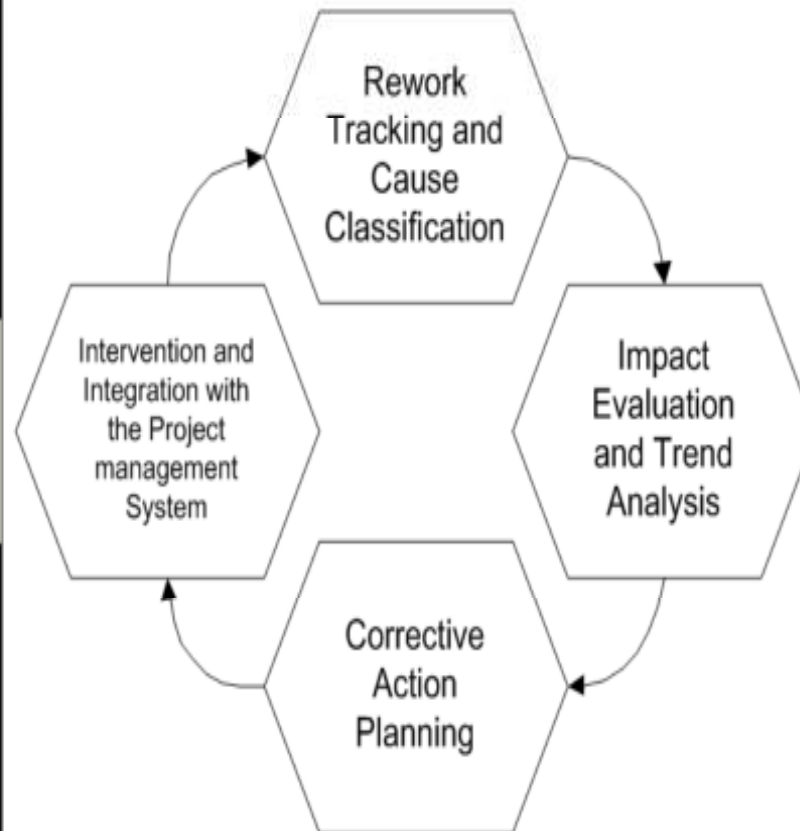 Rework
Tracking and
Cause
Classification
Impact
Evaluation
and Trend
Analysis
Corrective
Action
Planning
Intervention and
Integration with
the Project
management
System